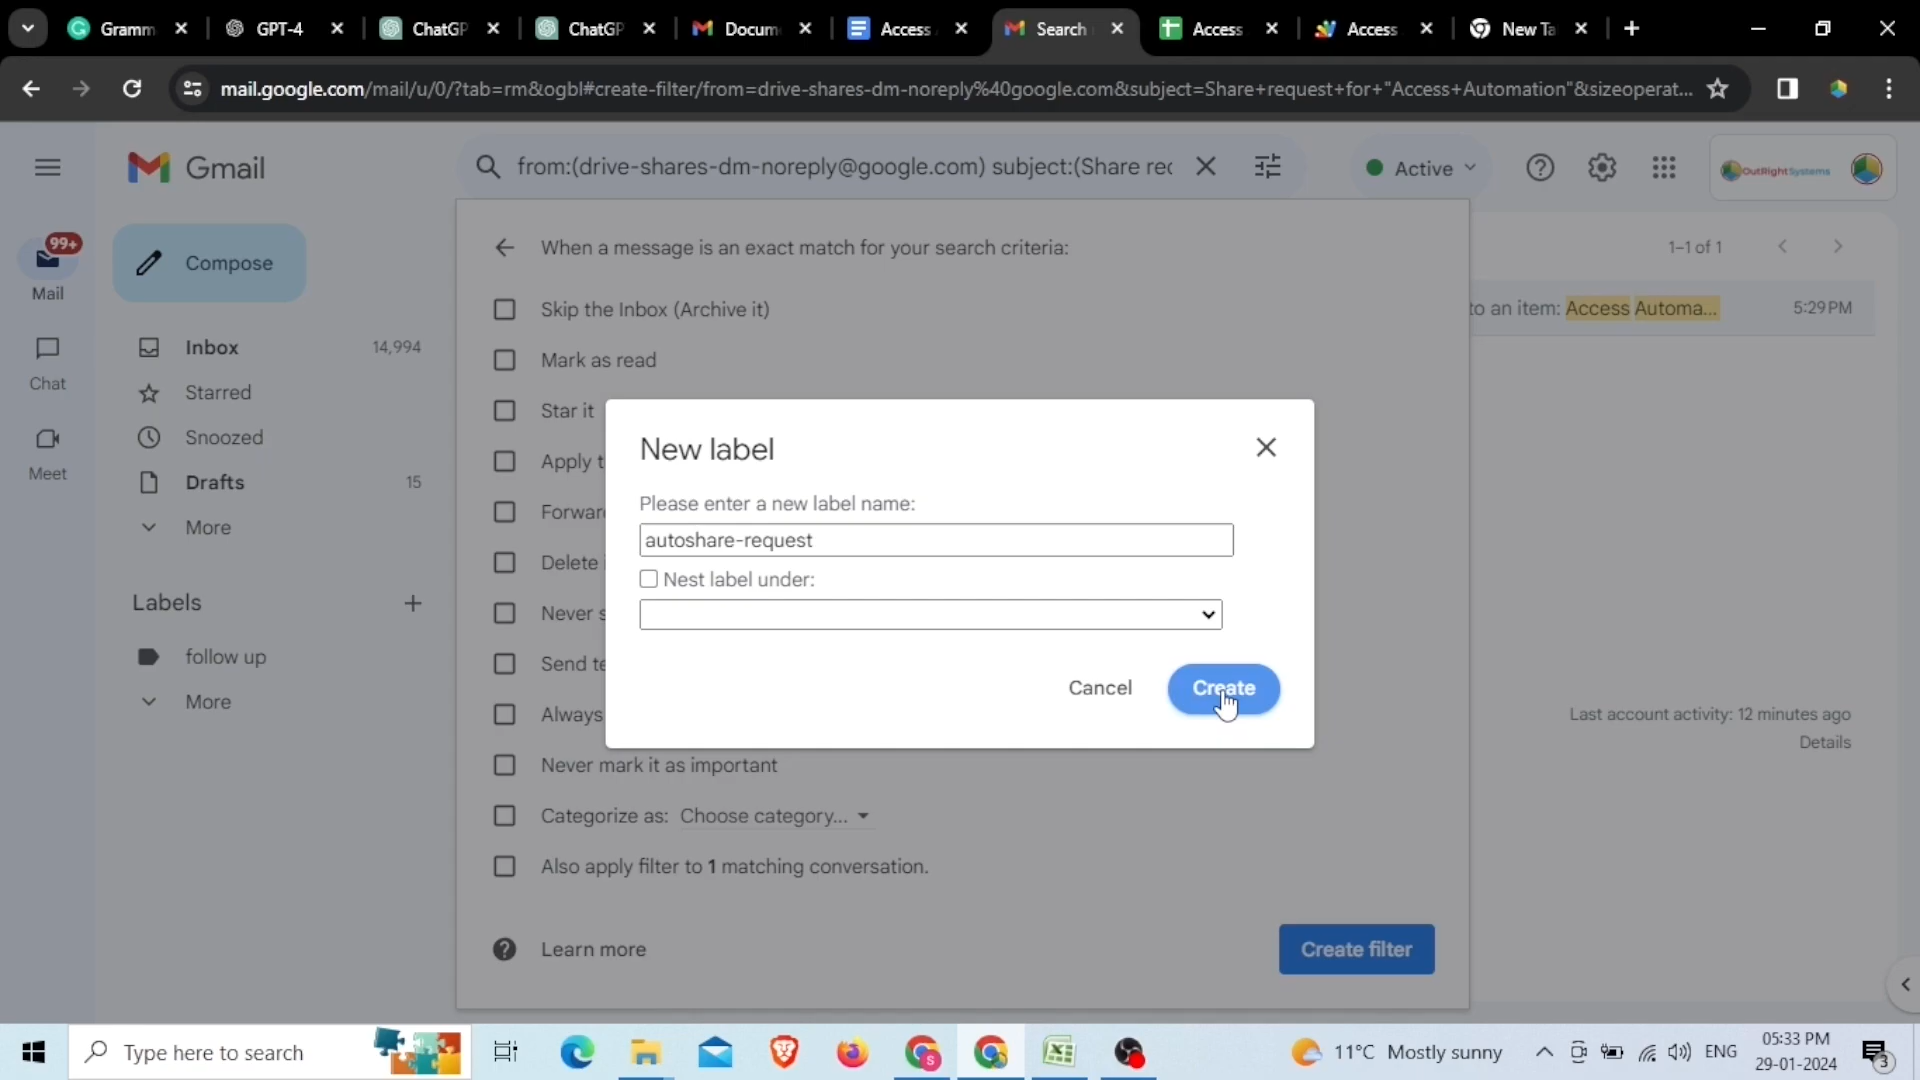 Gramm
GPT-4
ChatGP
ChatGP
Docum
Access
Search
Access
Access
New Ta
mail.google.com/mail/u/0/?tab=rm&ogbl#create-filter/from=drive-shares-dm-noreply%40google.com&subject=Share+request+for+"Access+Automation"&sizeoperat...
Gmail
from:(drive-shares-dm-noreply@google.com) subject:(Share rec
Active
OutRightSystems
99+
Mail
Chat
Meet
Compose
Inbox 14,994
Starred
Snoozed
Drafts 15
More
Labels
follow up
More
When a message is an exact match for your search criteria:
1–1 of 1
Skip the Inbox (Archive it)
to an item: Access Automa... 5:29 PM
Mark as read
Star it
Apply t
Forwar
Delete i
Never s
Send te
Always
Never mark it as important
Categorize as: Choose category...
Also apply filter to 1 matching conversation.
Learn more
Create filter
New label
Please enter a new label name:
autoshare-request
Nest label under:
Cancel
Create
Last account activity: 12 minutes ago
Details
Type here to search
11°C Mostly sunny
ENG
05:33 PM
29-01-2024
3